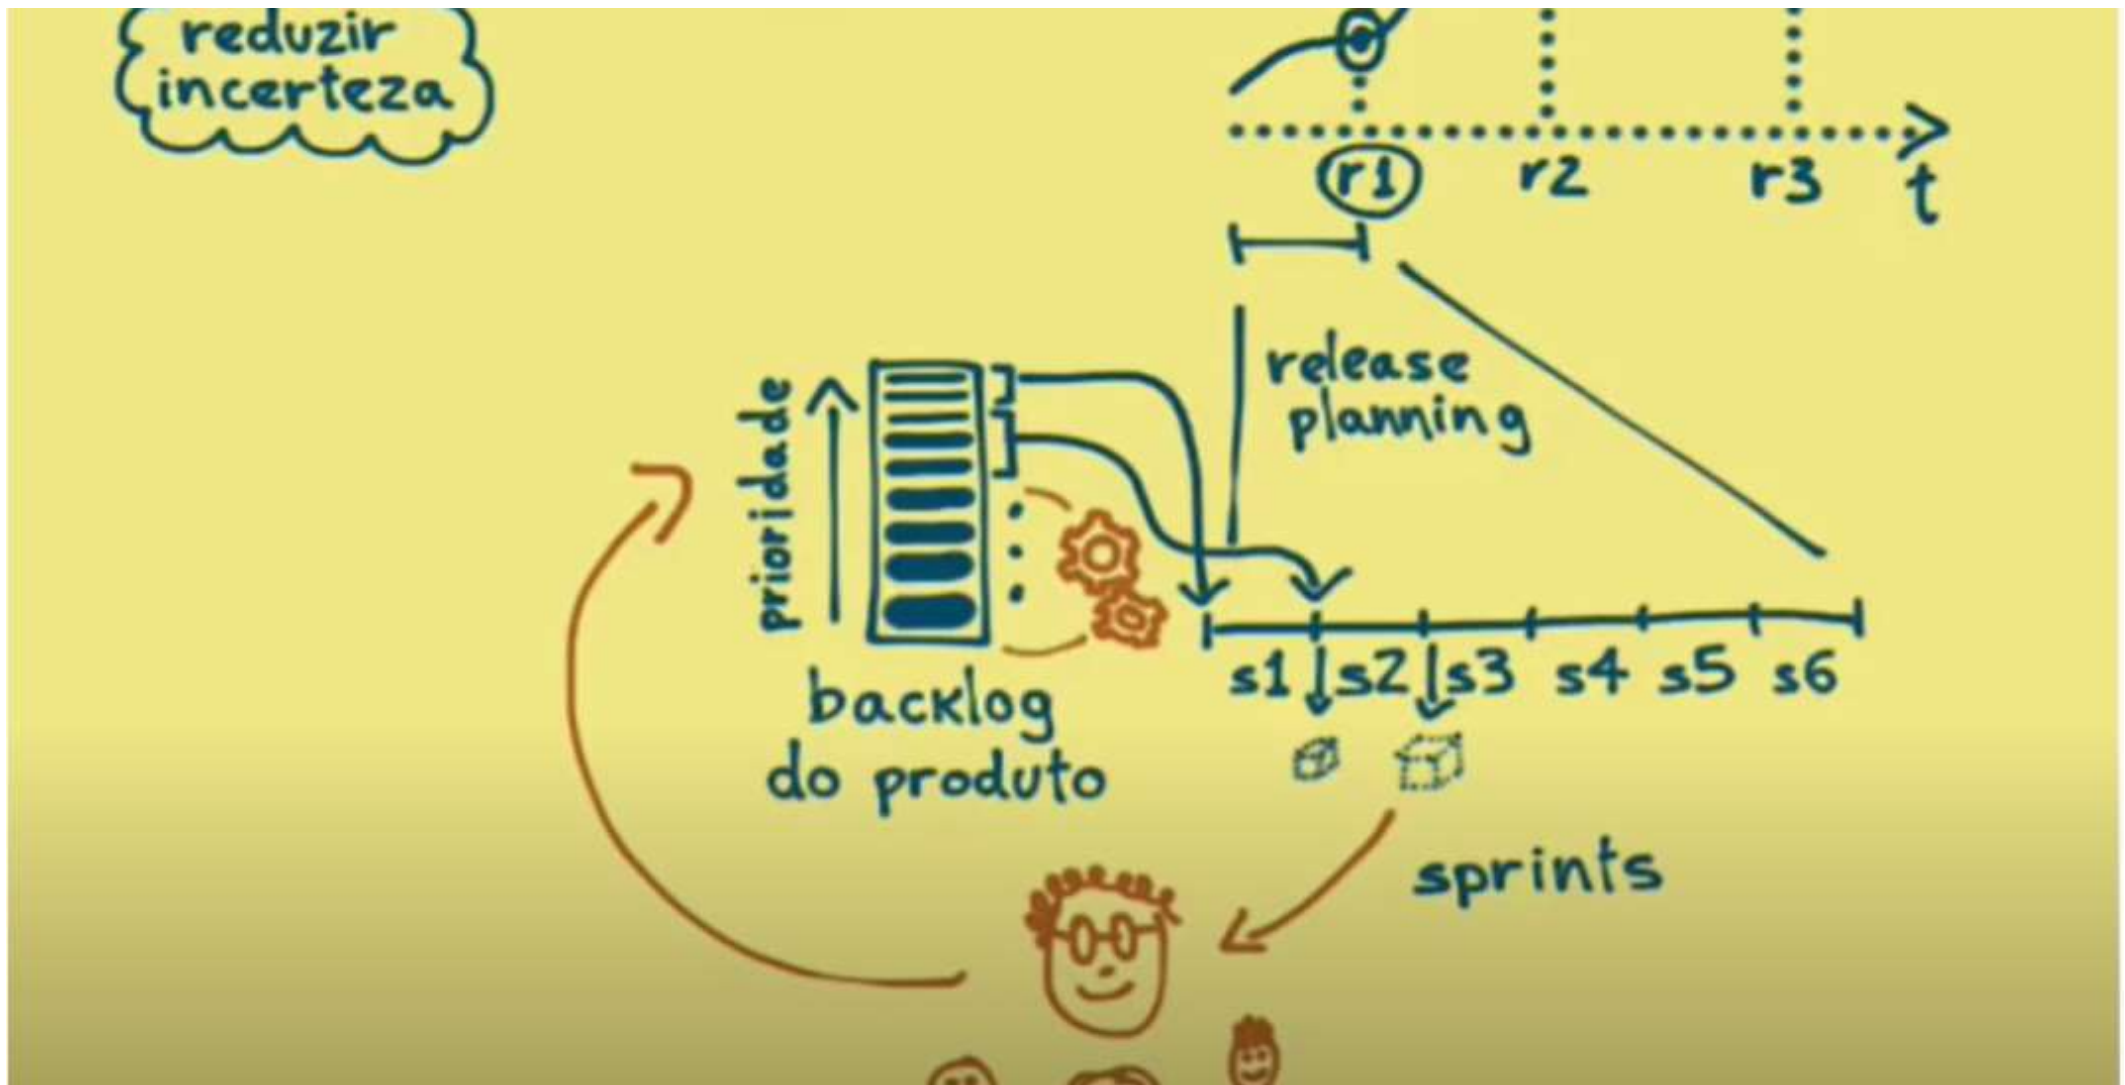 reduzir
incerteza
r1 r2 r3 t
release
planning
prioridade
backlog
do produto
s1 s2 s3 s4 s5 s6
sprints